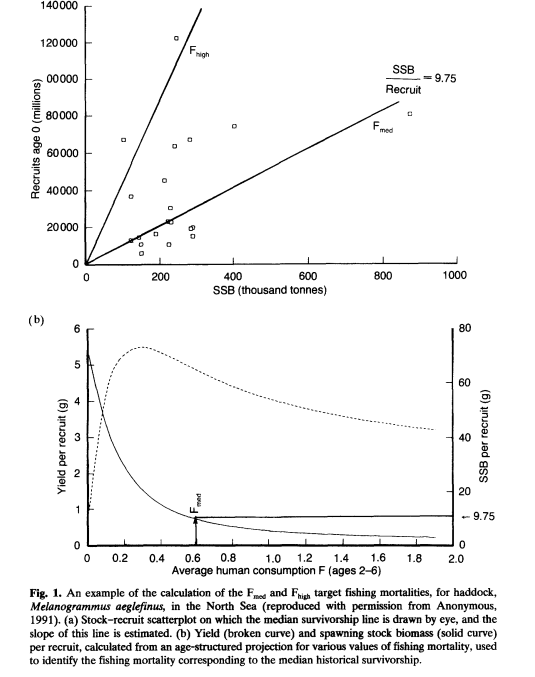 140000
120000
00000
80000
60000
40000
20000
0
Recruits age 0 (millions)
F high
SSB
Recruit = 9.75
F med
0 200 400 600 800 1000
SSB (thousand tonnes)
(b)
6
5
4
3
2
1
0
Yield per recruit (g)
80
60
40
20
0
SSB per recruit (g)
F med
9.75
0 0.2 0.4 0.6 0.8 1.0 1.2 1.4 1.6 1.8 2.0
Average human consumption F (ages 2–6)
Fig. 1. An example of the calculation of the Fmed and Fhigh target fishing mortalities, for haddock,
Melanogrammus aeglefinus, in the North Sea (reproduced with permission from Anonymous,
1991). (a) Stock–recruit scatterplot on which the median survivorship line is drawn by eye, and the
slope of this line is estimated. (b) Yield (broken curve) and spawning stock biomass (solid curve)
per recruit, calculated from an age-structured projection for various values of fishing mortality, used
to identify the fishing mortality corresponding to the median historical survivorship.